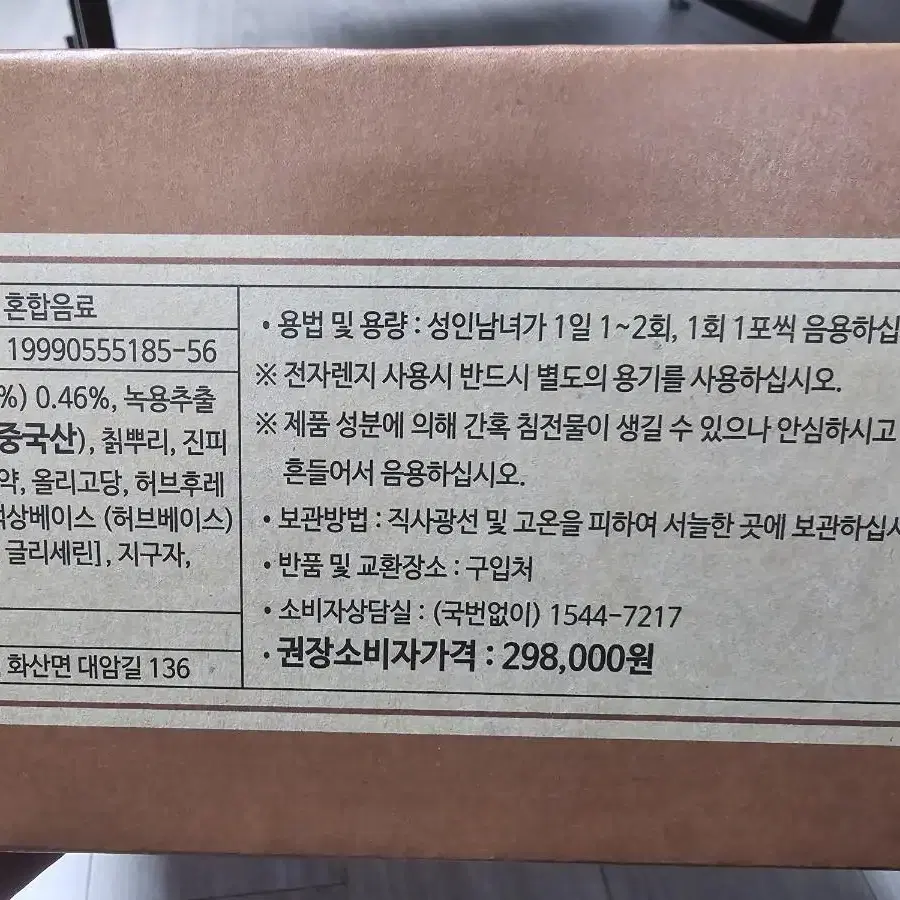 혼합음료
19990555185-56
%) 0.46%, 녹용추출
중국산), 칡뿌리, 진피
약, 올리고당, 허브후레
색상베이스 (허브베이스)
글리세린], 지구자,
화산면 대암길 136
• 용법 및 용량 : 성인남녀가 1일 1~2회, 1회 1포씩 음용하십
※ 전자렌지 사용시 반드시 별도의 용기를 사용하십시오.
※ 제품 성분에 의해 간혹 침전물이 생길 수 있으나 안심하시고
흔들어서 음용하십시오.
• 보관방법 : 직사광선 및 고온을 피하여 서늘한 곳에 보관하십시
• 반품 및 교환장소 : 구입처
• 소비자상담실 : (국번없이) 1544-7217
• 권장소비자가격 : 298,000원